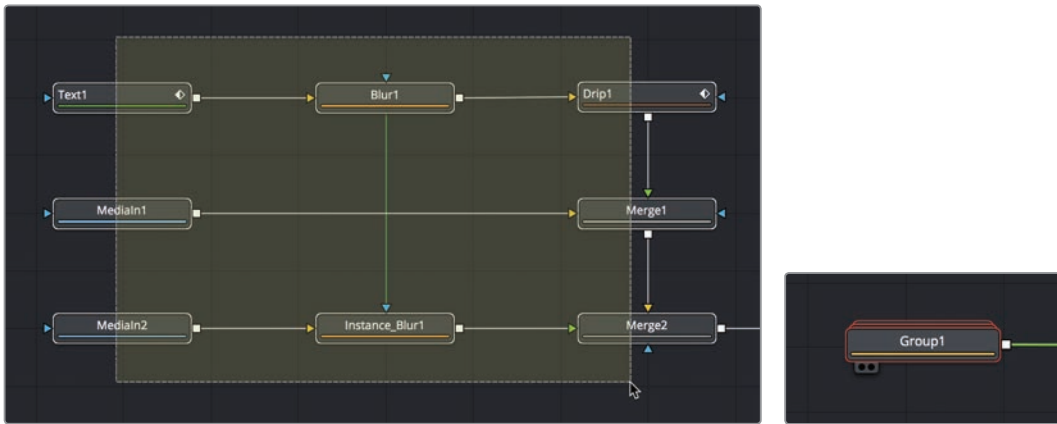 Text1
Blur1
Drip1
MediaIn1
Merge1
MediaIn2
Instance_Blur1
Merge2
Group1